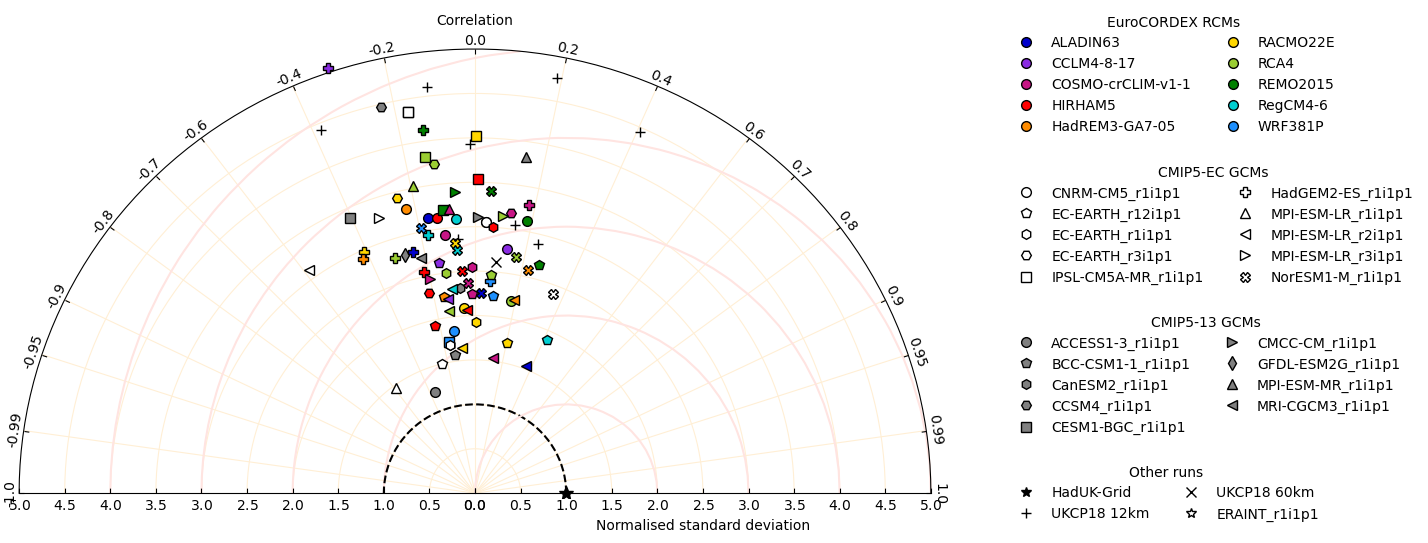 Correlation
0.0
-0.2
0.2
-0.4
0.4
-0.6
0.6
-0.7
0.7
-0.8
0.8
-0.9
0.9
-0.95
0.95
-0.99
0.99
-1.0
1.0
5.0 4.5 4.0 3.5 3.0 2.5 2.0 1.5 1.0 0.5 0.0 0.5 1.0 1.5 2.0 2.5 3.0 3.5 4.0 4.5 5.0
Normalised standard deviation
EuroCORDEX RCMs
ALADIN63 RACMO22E
CCLM4-8-17 RCA4
COSMO-crCLIM-v1-1 REMO2015
HIRHAM5 RegCM4-6
HadREM3-GA7-05 WRF381P
CMIP5-EC GCMs
CNRM-CM5_r1i1p1 HadGEM2-ES_r1i1p1
EC-EARTH_r12i1p1 MPI-ESM-LR_r1i1p1
EC-EARTH_r1i1p1 MPI-ESM-LR_r2i1p1
EC-EARTH_r3i1p1 MPI-ESM-LR_r3i1p1
IPSL-CM5A-MR_r1i1p1 NorESM1-M_r1i1p1
CMIP5-13 GCMs
ACCESS1-3_r1i1p1 CMCC-CM_r1i1p1
BCC-CSM1-1_r1i1p1 GFDL-ESM2G_r1i1p1
CanESM2_r1i1p1 MPI-ESM-MR_r1i1p1
CCSM4_r1i1p1 MRI-CGCM3_r1i1p1
CESM1-BGC_r1i1p1
Other runs
HadUK-Grid UKCP18 60km
UKCP18 12km ERAINT_r1i1p1